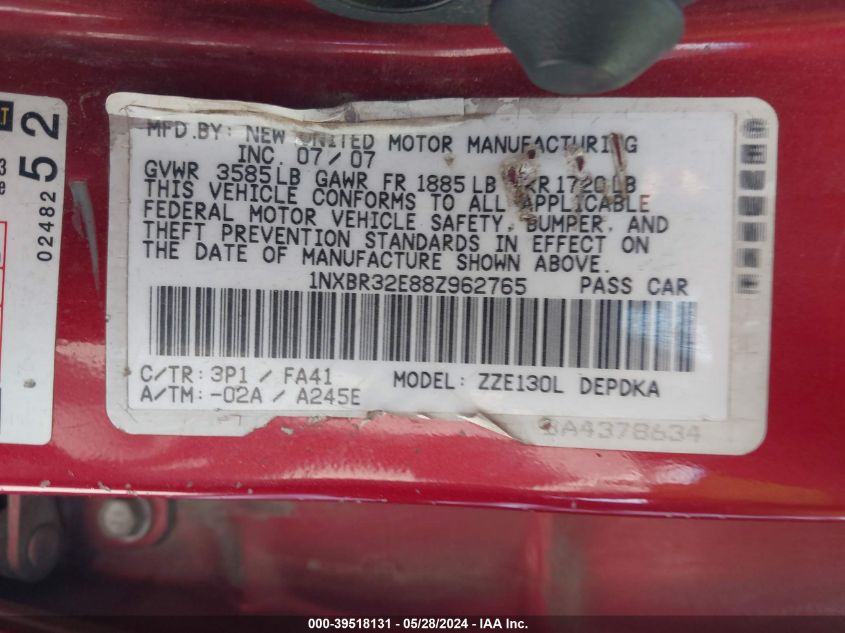 MFD.BY: NEW UNITED MOTOR MANUFACTURING
INC. 07/07
GVWR 3585LB GAWR FR 1885LB RR1720LB
THIS VEHICLE CONFORMS TO ALL APPLICABLE
FEDERAL MOTOR VEHICLE SAFETY, BUMPER, AND
THEFT PREVENTION STANDARDS IN EFFECT ON
THE DATE OF MANUFACTURE SHOWN ABOVE.
1NXBR32E88Z962765 PASS CAR
C/TR: 3P1 / FA41 MODEL: ZZE130L DEPDKA
A/TM: -02A / A245E
A4378634
02482 52
000-39518131 - 05/28/2024 - IAA Inc.